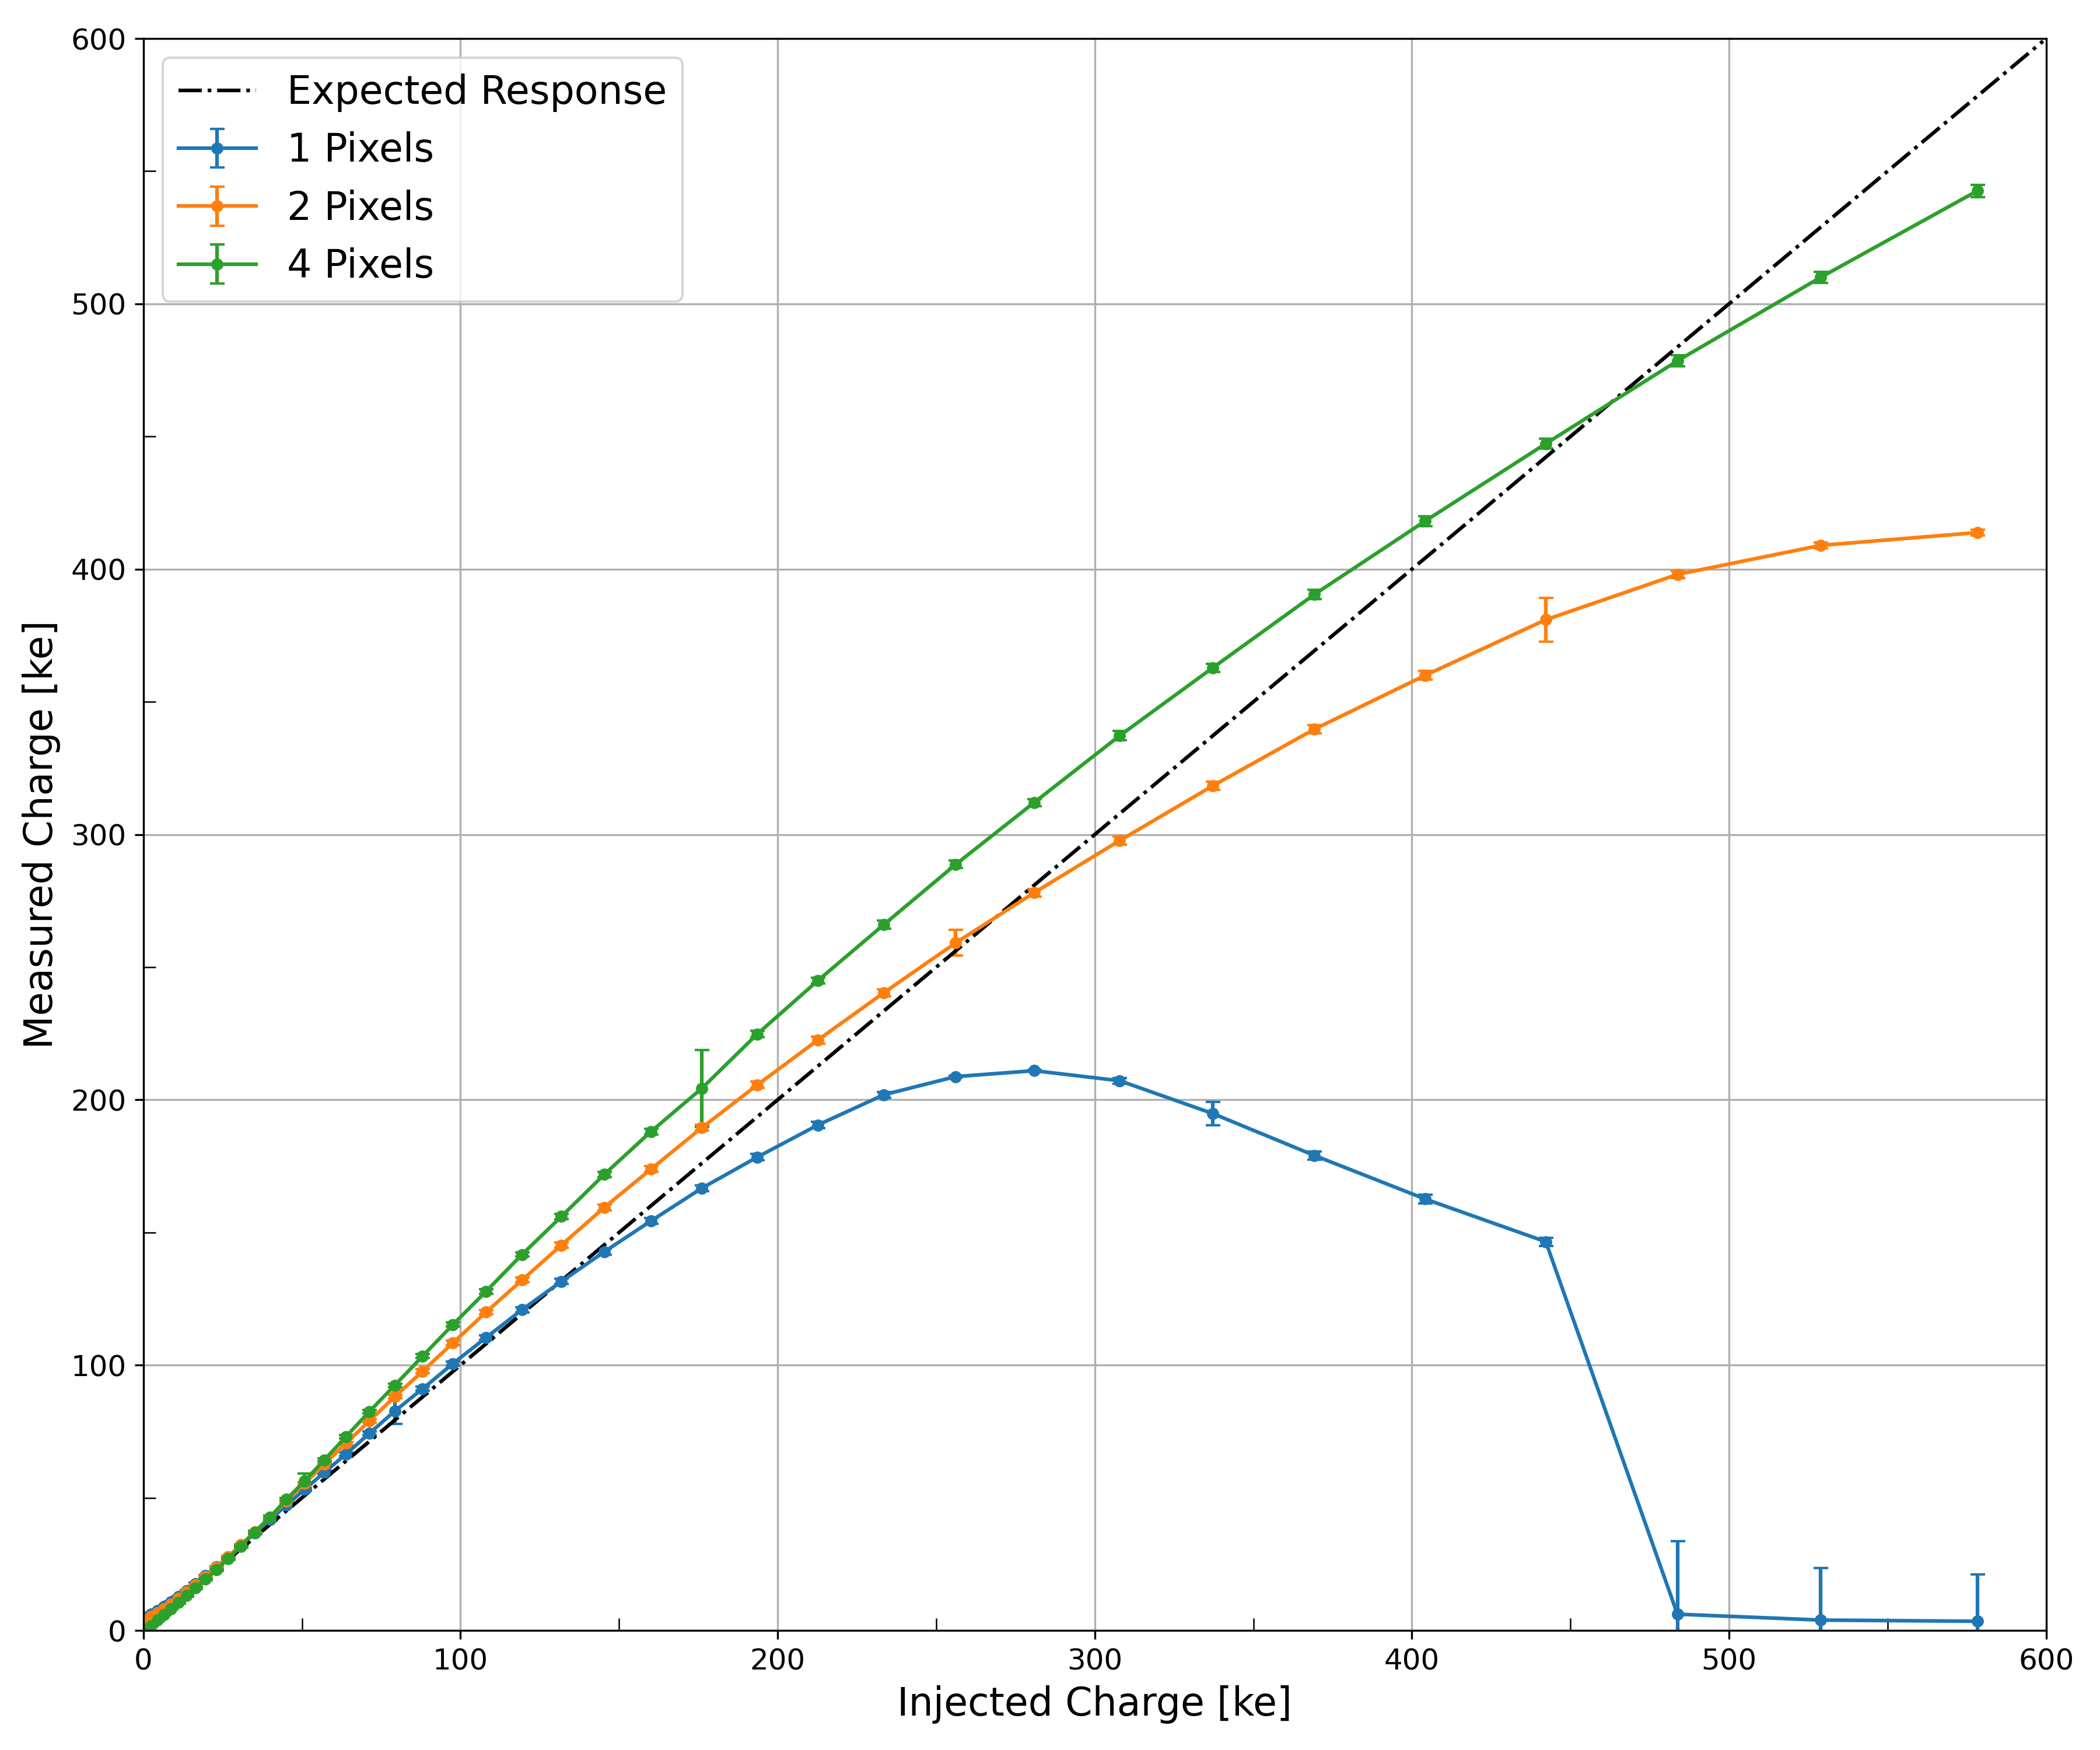 Expected Response
1 Pixels
2 Pixels
4 Pixels
600
500
400
300
200
100
0
Measured Charge [ke]
0 100 200 300 400 500 600
Injected Charge [ke]